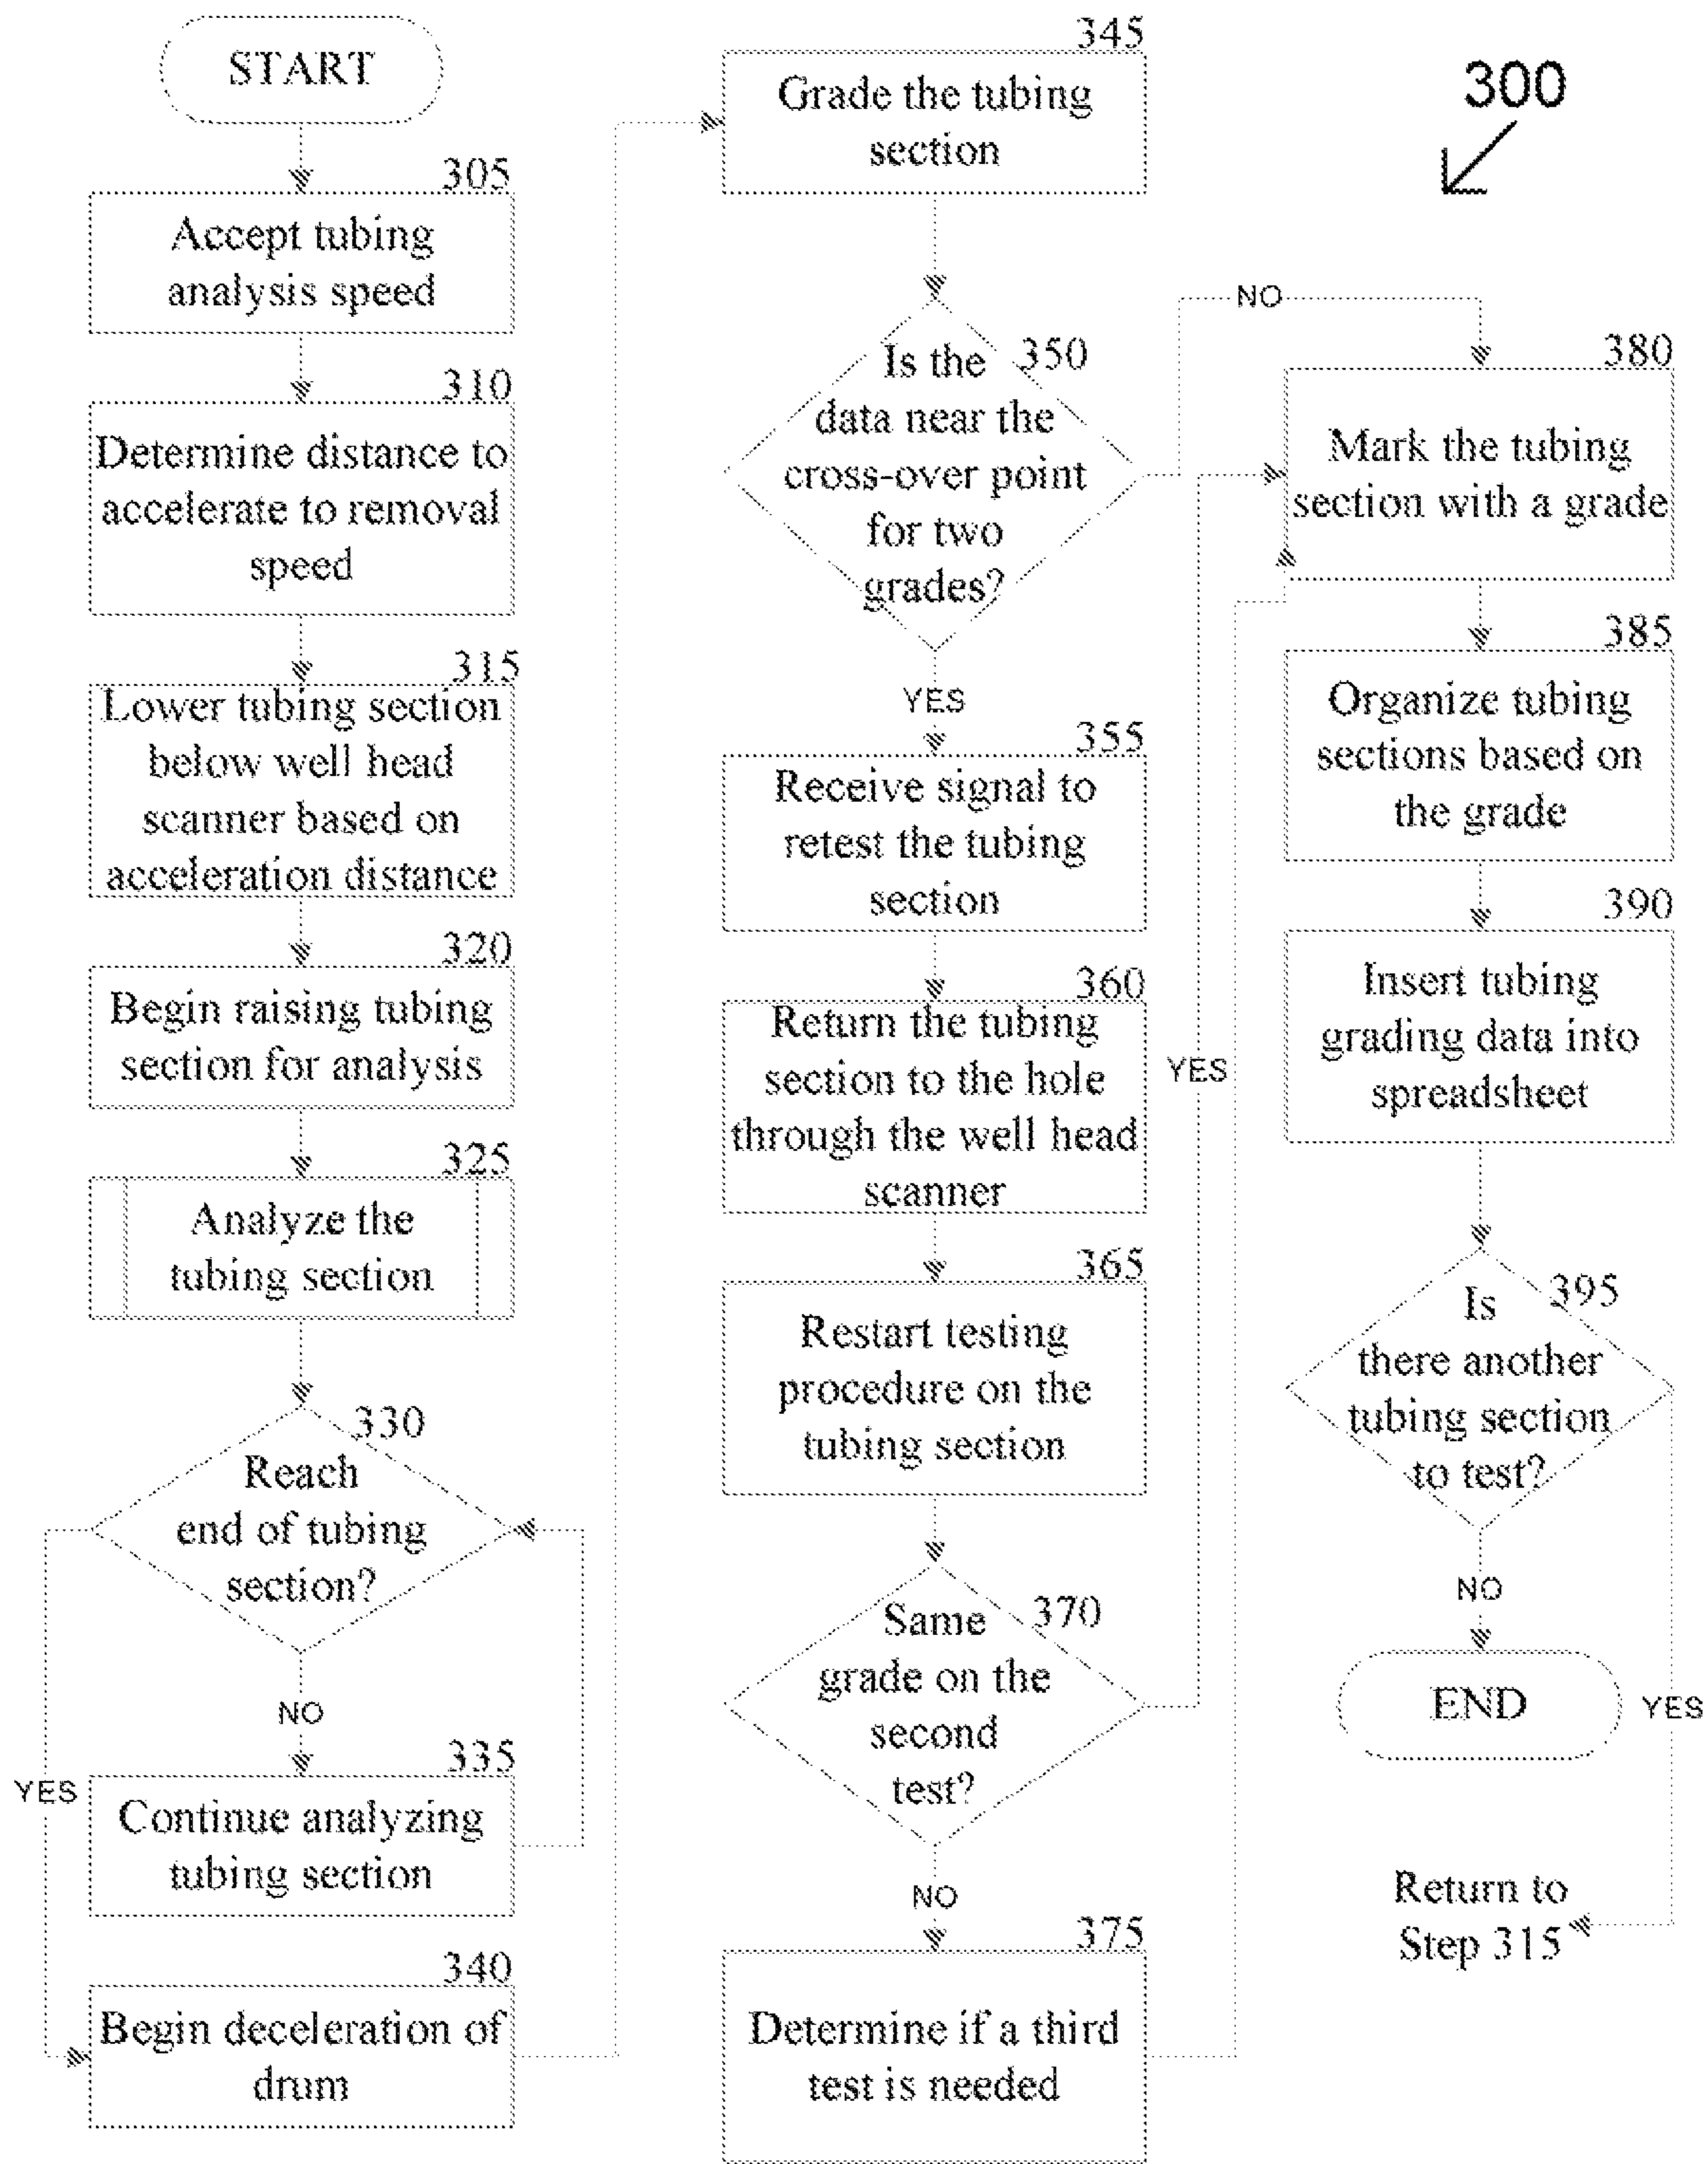 START
305
Accept tubing
analysis speed
310
Determine distance to
accelerate to removal
speed
315
Lower tubing section
below well head
scanner based on
acceleration distance
320
Begin raising tubing
section for analysis
325
Analyze the
tubing section
330
Reach
end of tubing
section?
NO
YES
335
Continue analyzing
tubing section
340
Begin deceleration of
drum
345
Grade the tubing
section
350
Is the
data near the
cross-over point
for two
grades?
NO
YES
355
Receive signal to
retest the tubing
section
360
Return the tubing
section to the hole
through the well head
scanner
365
Restart testing
procedure on the
tubing section
370
Same
grade on the
second
test?
YES
NO
375
Determine if a third
test is needed
300
380
Mark the tubing
section with a grade
385
Organize tubing
sections based on
the grade
390
Insert tubing
grading data into
spreadsheet
395
Is
there another
tubing section
to test?
NO
END
YES
Return to
Step 315